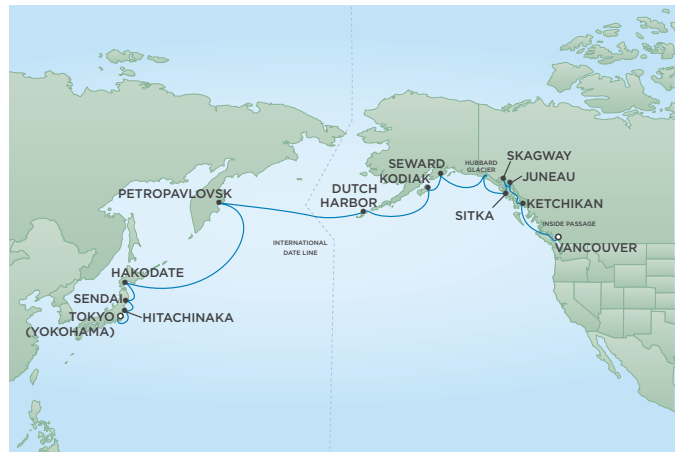 SKAGWAY
HUBBARD
GLACIER
SEWARD
JUNEAU
KODIAK
DUTCH
HARBOR
PETROPAVLOVSK
KETCHIKAN
SITKA
INSIDE PASSAGE
INTERNATIONAL
DATE LINE
VANCOUVER
HAKODATE
SENDAI
TOKYO
(YOKOHAMA)
HITACHINAKA